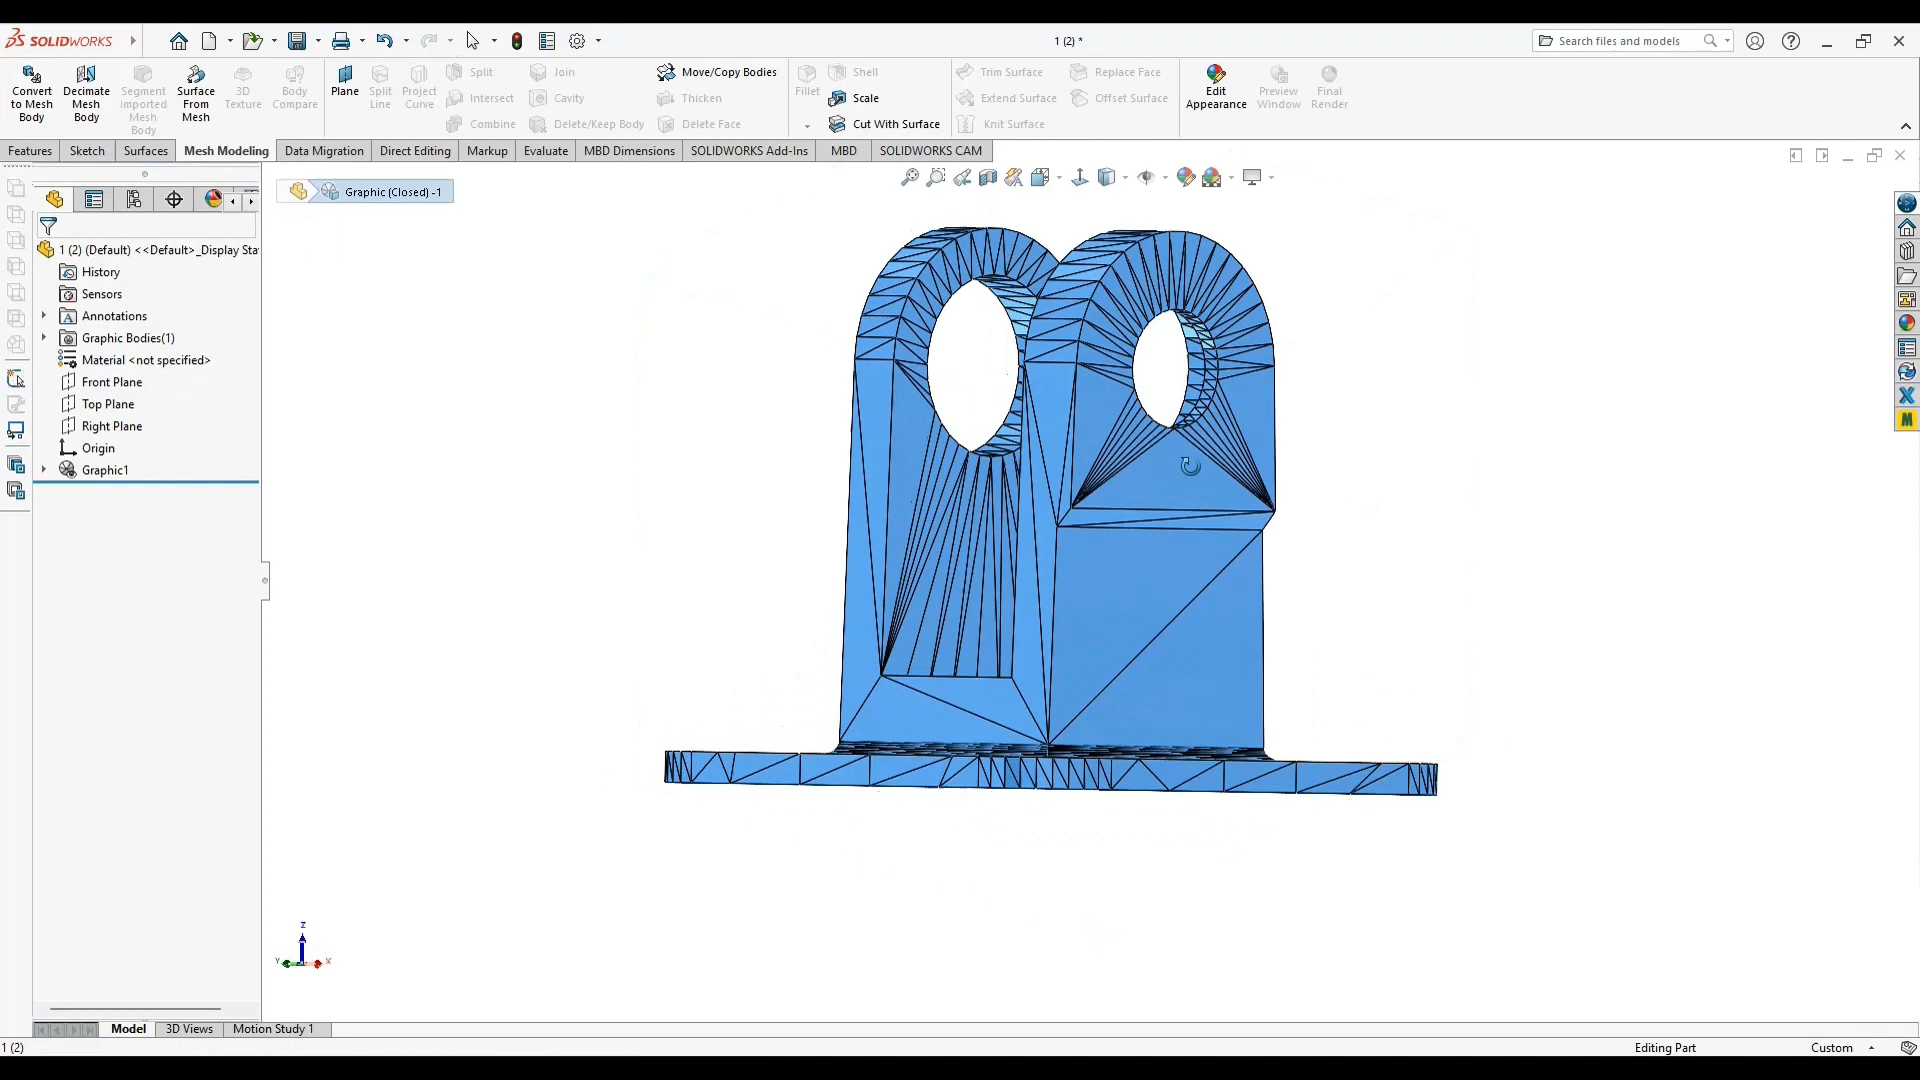 SOLIDWORKS
1 (2) *
Search files and models
Convert to Mesh Body
Decimate Mesh Body
Segment Imported Mesh Body
Surface From Mesh
3D Texture
Body Compare
Plane
Split Line
Project Curve
Split
Intersect
Combine
Join
Cavity
Delete/Keep Body
Move/Copy Bodies
Thicken
Delete Face
Fillet
Shell
Scale
Cut With Surface
Trim Surface
Extend Surface
Knit Surface
Replace Face
Offset Surface
Edit Appearance
Preview Window
Final Render
Features
Sketch
Surfaces
Mesh Modeling
Data Migration
Direct Editing
Markup
Evaluate
MBD Dimensions
SOLIDWORKS Add-Ins
MBD
SOLIDWORKS CAM
Graphic (Closed) -1
1 (2) (Default) <<Default>_Display Sta
History
Sensors
Annotations
Graphic Bodies(1)
Material <not specified>
Front Plane
Top Plane
Right Plane
Origin
Graphic1
Z
Y
X
Model
3D Views
Motion Study 1
1 (2)
Editing Part
Custom